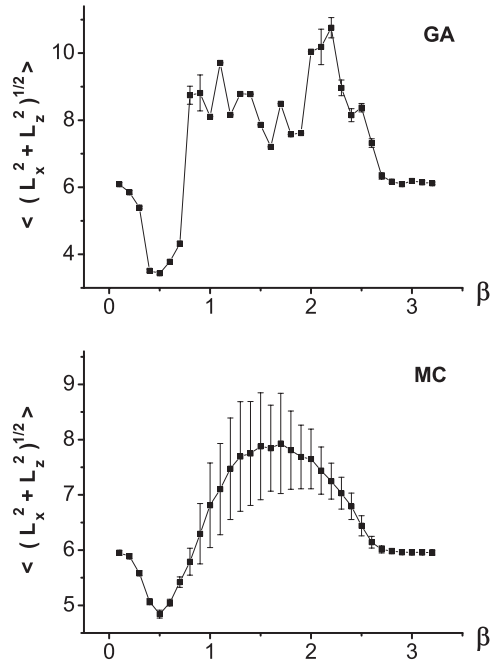 GA
< ( L_x^2 + L_z^2 )^{1/2} >
10
8
6
4
0 1 2 3 β
MC
< ( L_x^2 + L_z^2 )^{1/2} >
9
8
7
6
5
0 1 2 3 β